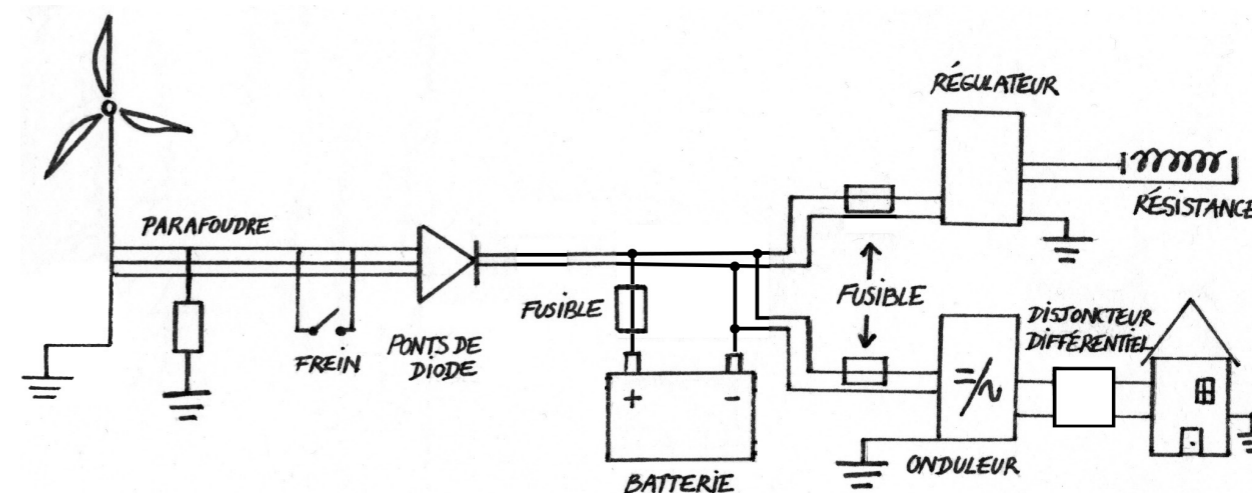 RÉGULATEUR
RÉSISTANCE
PARAFOUDRE
FUSIBLE
FUSIBLE
FREIN
PONTS DE
DIODE
DISJONCTEUR
DIFFÉRENTIEL
+ -
=/~
BATTERIE
ONDULEUR